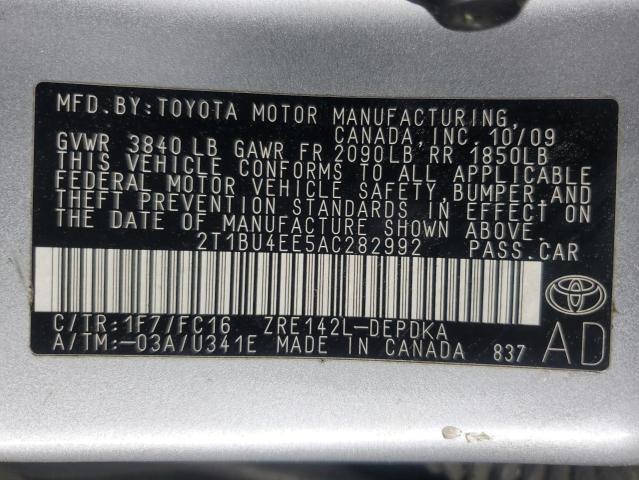 MFD. BY: TOYOTA MOTOR MANUFACTURING,
CANADA, INC. 10/09
GVWR 3840 LB GAWR FR 2090LB RR 1850LB
THIS VEHICLE CONFORMS TO ALL APPLICABLE
FEDERAL MOTOR VEHICLE SAFETY, BUMPER, AND
THEFT PREVENTION STANDARDS IN EFFECT ON
THE DATE OF MANUFACTURE SHOWN ABOVE.
2T1BU4EE5AC282992 PASS. CAR
C/TR: 1F7/FC16 ZRE142L-DEPDKA
A/TM: -03A/U341E MADE IN CANADA 837
AD